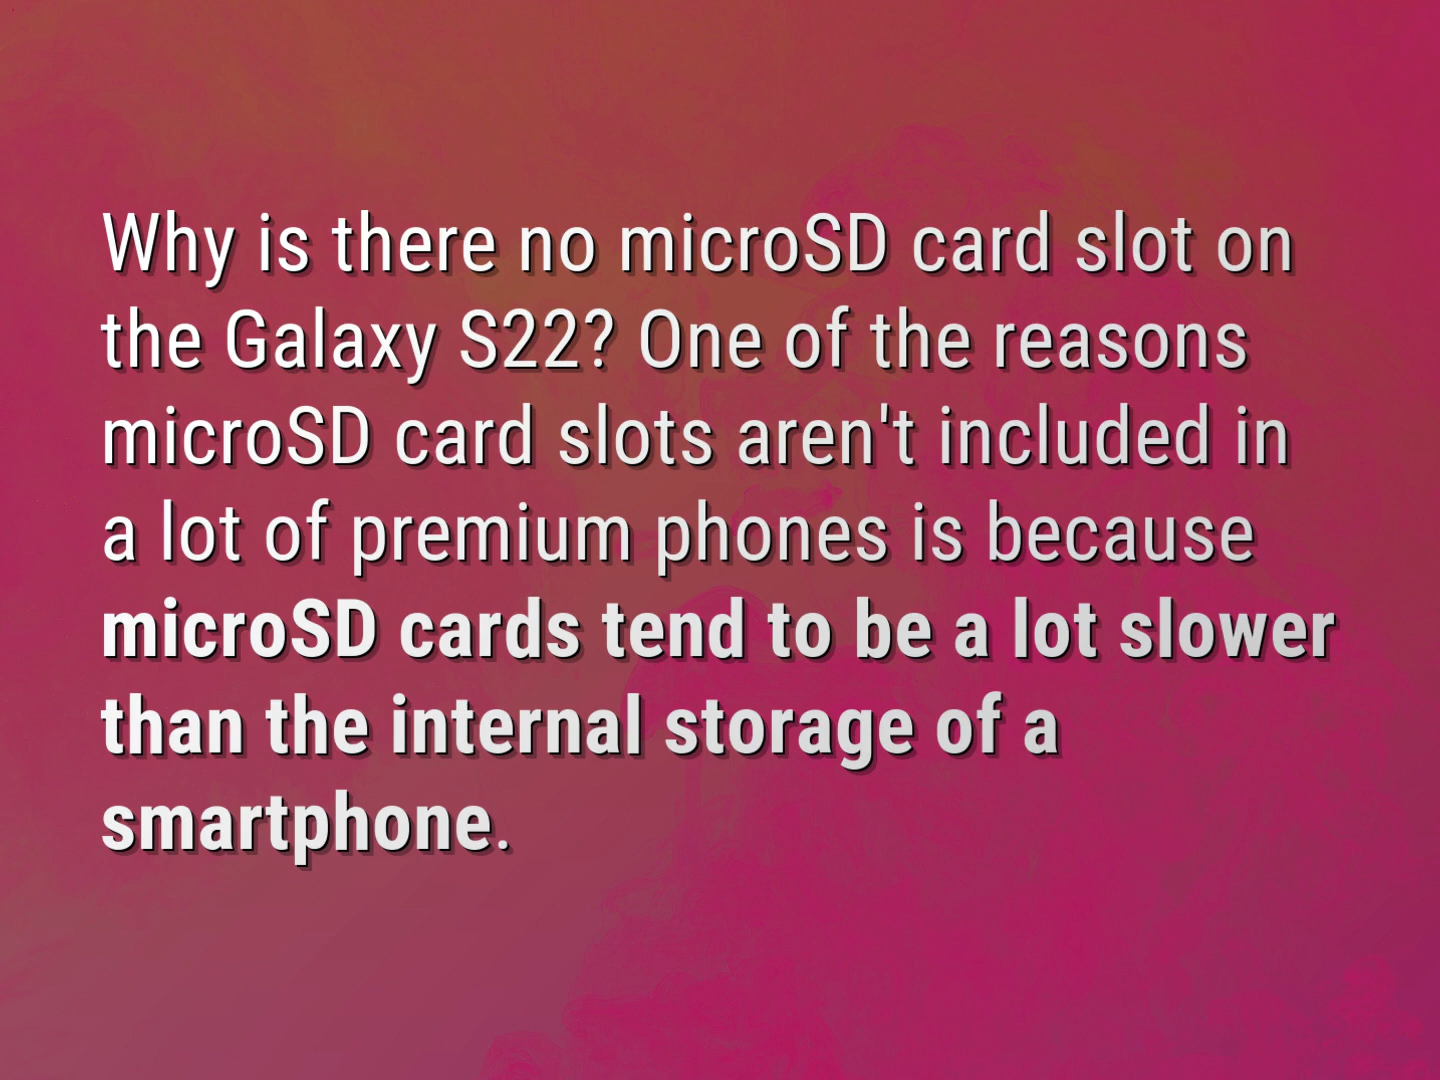 Why is there no microSD card slot on
the Galaxy S22? One of the reasons
microSD card slots aren't included in
a lot of premium phones is because
microSD cards tend to be a lot slower
than the internal storage of a
smartphone.